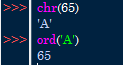 >>> chr(65)
'A'
>>> ord('A')
65